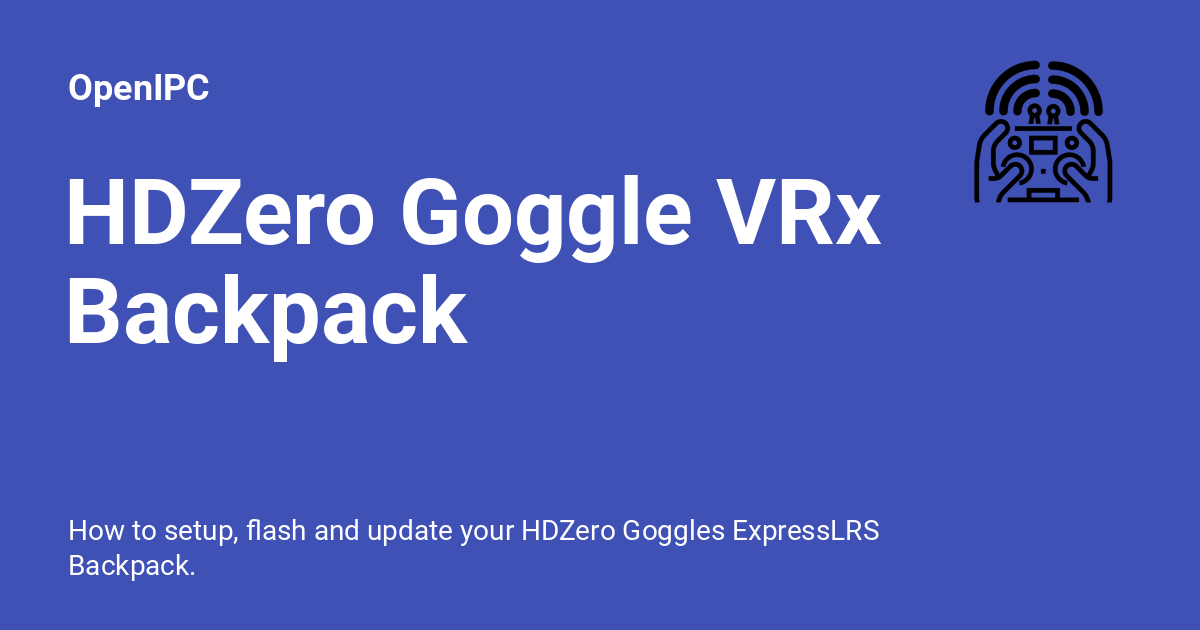 OpenIPC
HDZero Goggle VRx
Backpack
How to setup, flash and update your HDZero Goggles ExpressLRS
Backpack.